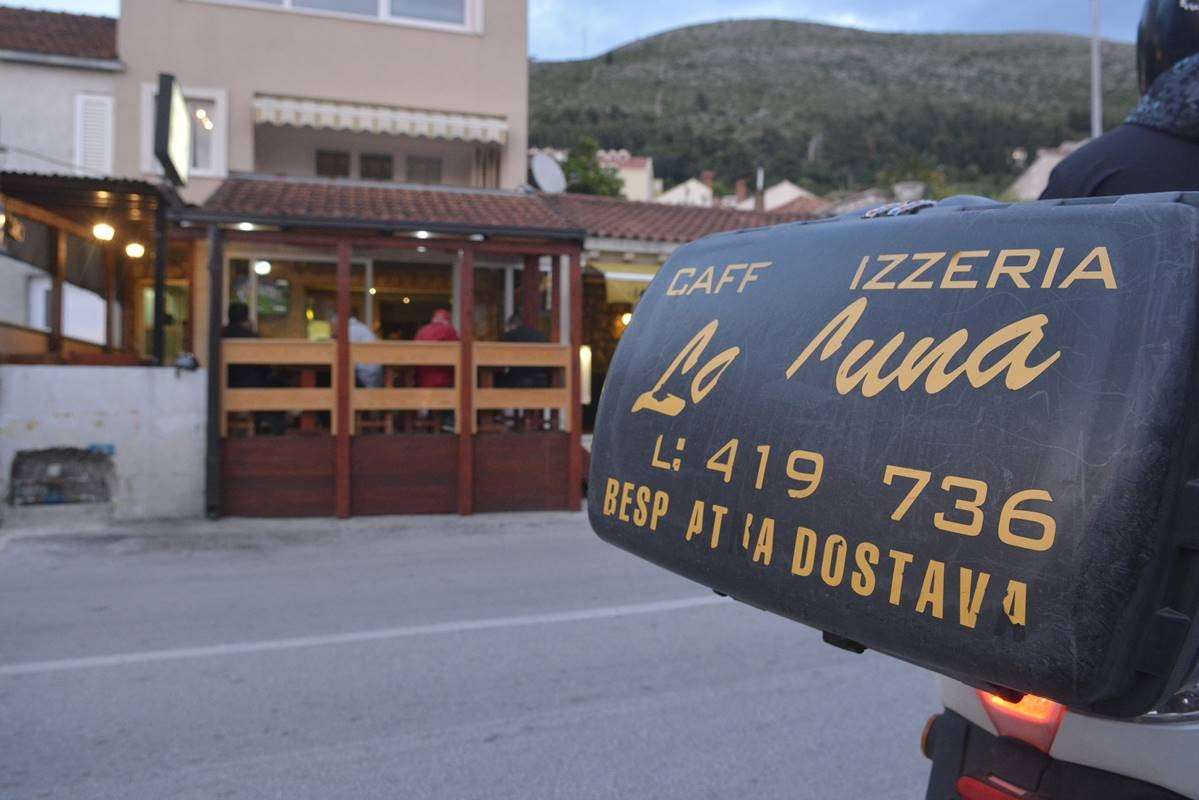 CAFF IZZERIA
La Luna
L: 419 736
BESP AT A DOSTAVA